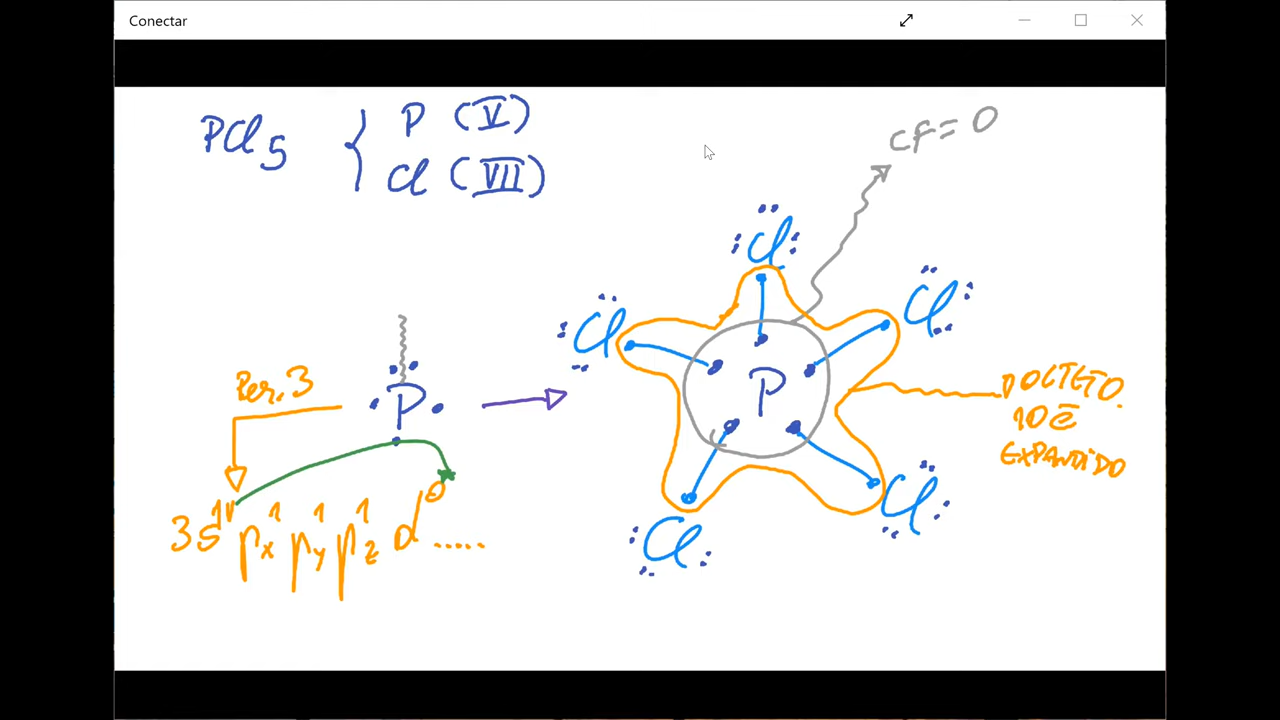 Conectar
PCl5 { P (V)
Cl (VII)
CF= 0
Cl
Cl
Cl
Per. 3
P
P
OCTETO
10 e̅
EXPANDIDO
3s px1 py1 pz1 d0 .....
Cl
Cl